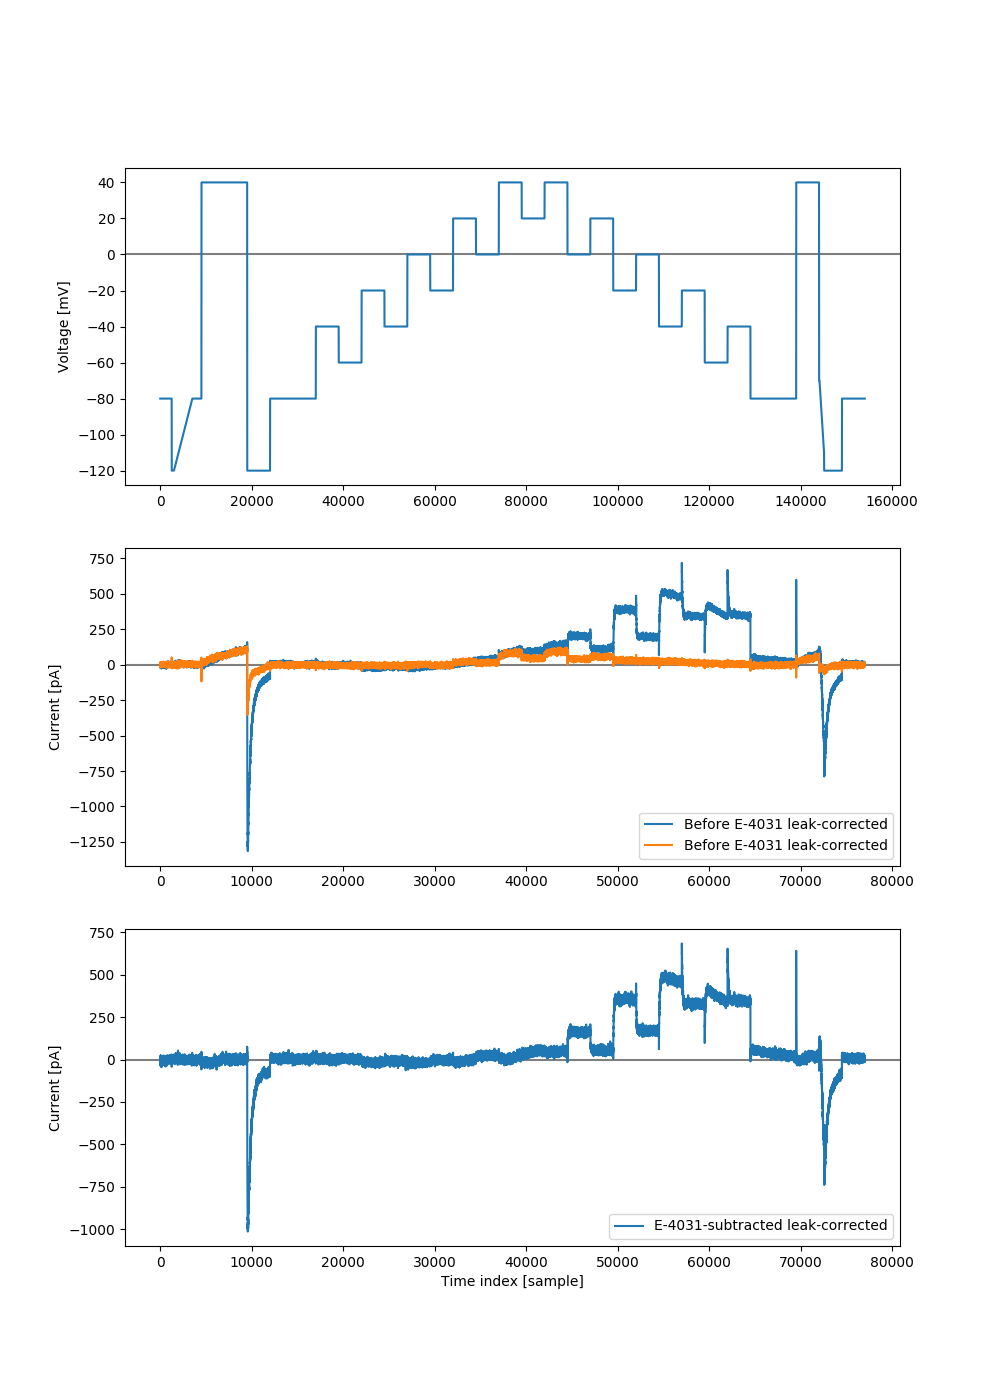 40
20
0
−20
−40
−60
−80
−100
−120
Voltage [mV]
0 20000 40000 60000 80000 100000 120000 140000 160000
750
500
250
0
−250
−500
−750
−1000
−1250
Current [pA]
Before E-4031 leak-corrected
Before E-4031 leak-corrected
0 10000 20000 30000 40000 50000 60000 70000 80000
750
500
250
0
−250
−500
−750
−1000
Current [pA]
E-4031-subtracted leak-corrected
0 10000 20000 30000 40000 50000 60000 70000 80000
Time index [sample]